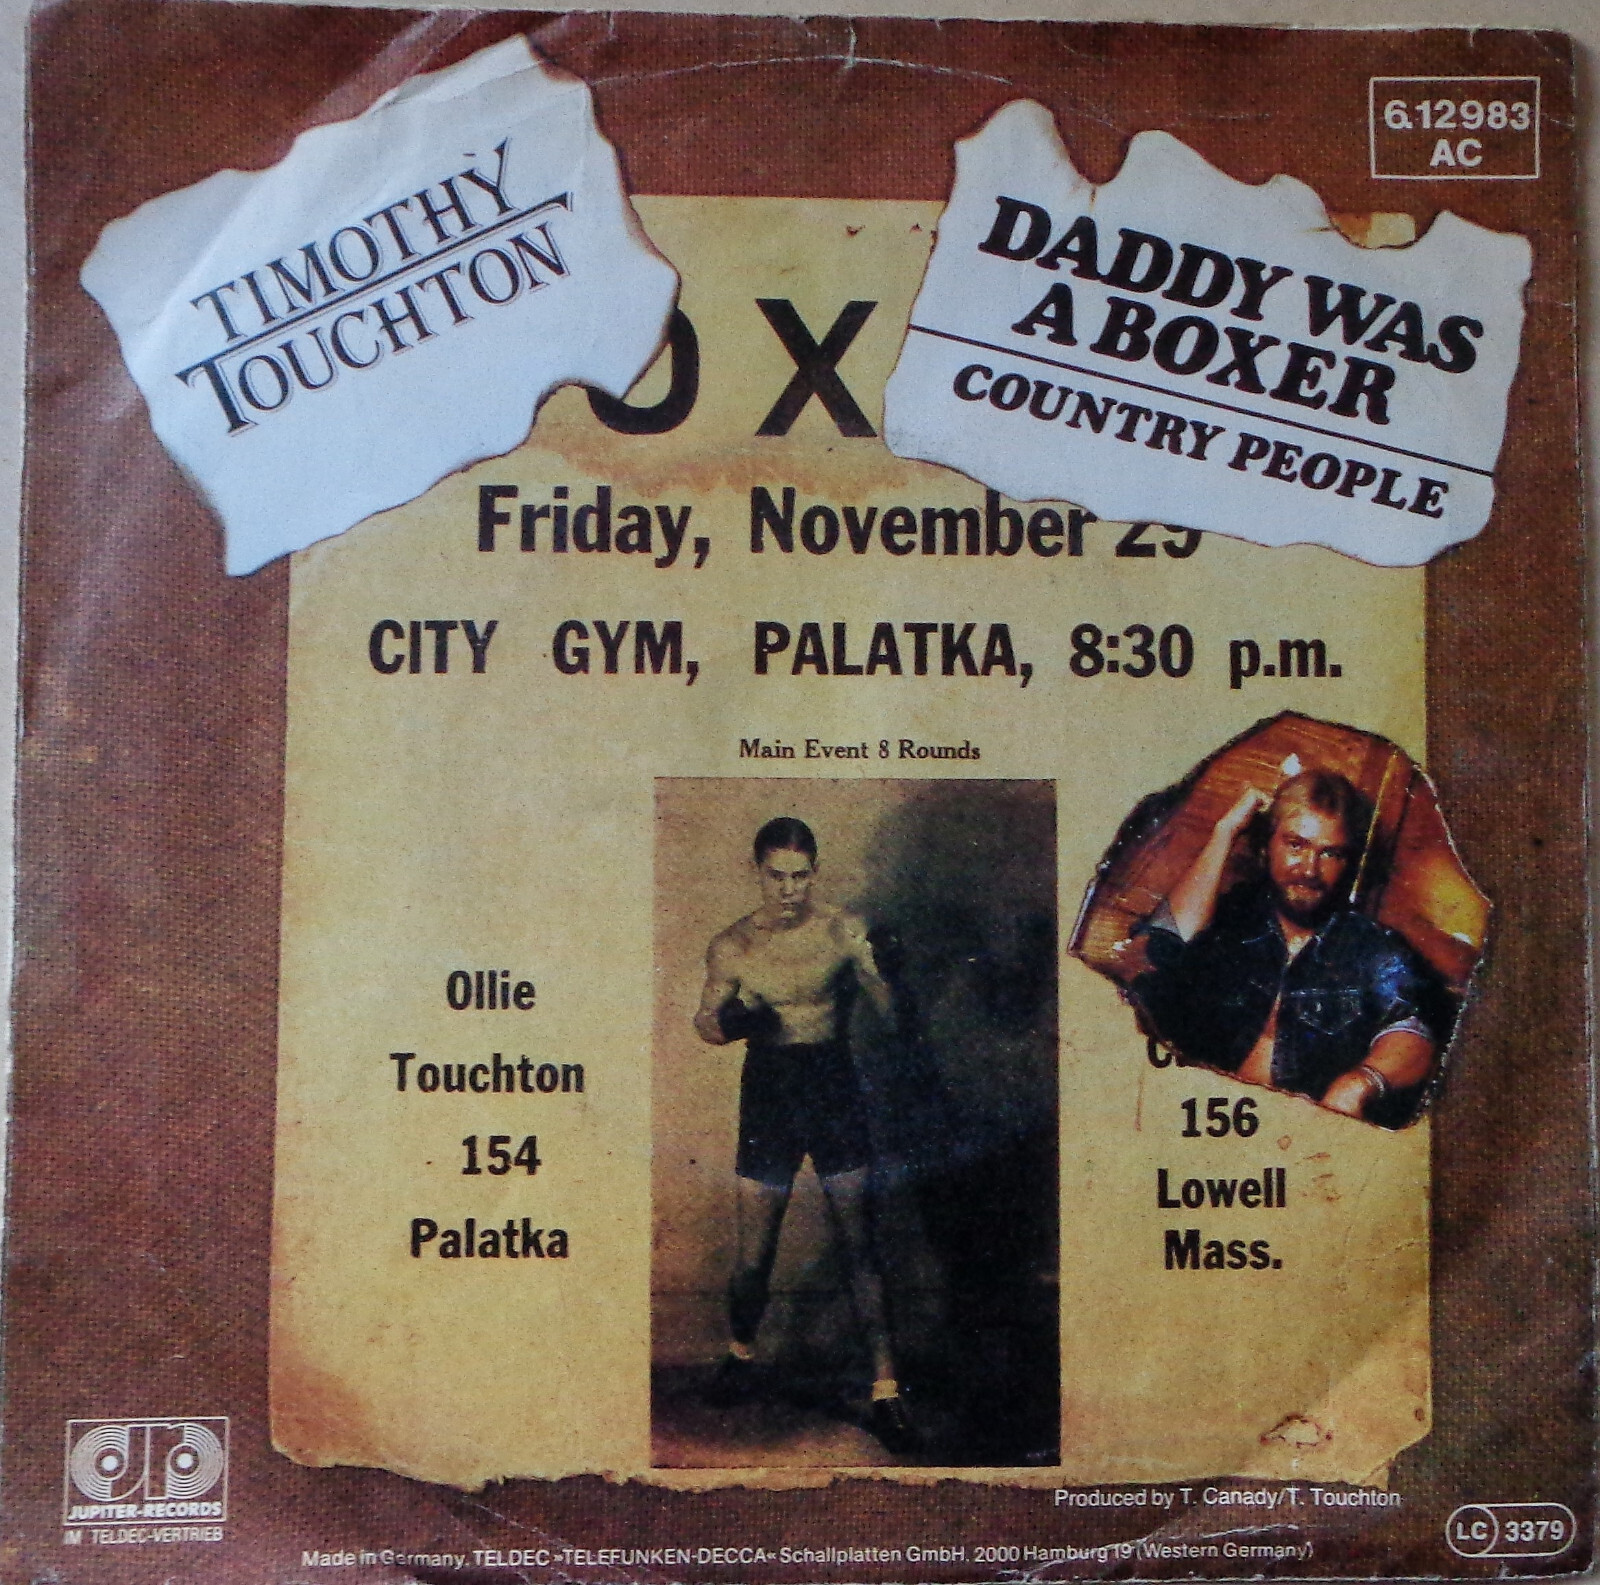 TIMOTHY
TOUCHTON
DADDY WAS
A BOXER
COUNTRY PEOPLE
6.12983
AC
OX
Friday, November 29
CITY GYM, PALATKA, 8:30 p.m.
Main Event 8 Rounds
Ollie
Touchton
154
Palatka
156
Lowell
Mass.
JUPITER-RECORDS
IM TELDEC-VERTRIEB
Produced by T. Canady/T. Touchton
LC 3379
Made in Germany. TELDEC »TELEFUNKEN-DECCA« Schallplatten GmbH. 2000 Hamburg 19 (Western Germany)